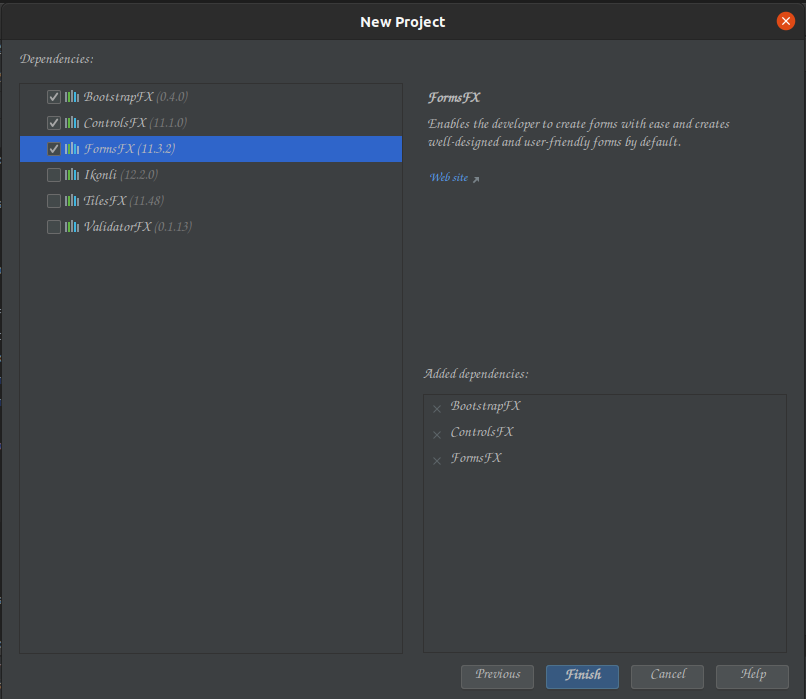 New Project
Dependencies:
BootstrapFX (0.4.0)
ControlsFX (11.1.0)
FormsFX (11.3.2)
Ikonli (12.2.0)
TilesFX (11.48)
ValidatorFX (0.1.13)
FormsFX
Enables the developer to create forms with ease and creates
well-designed and user-friendly forms by default.
Web site
Added dependencies:
BootstrapFX
ControlsFX
FormsFX
Previous
Finish
Cancel
Help